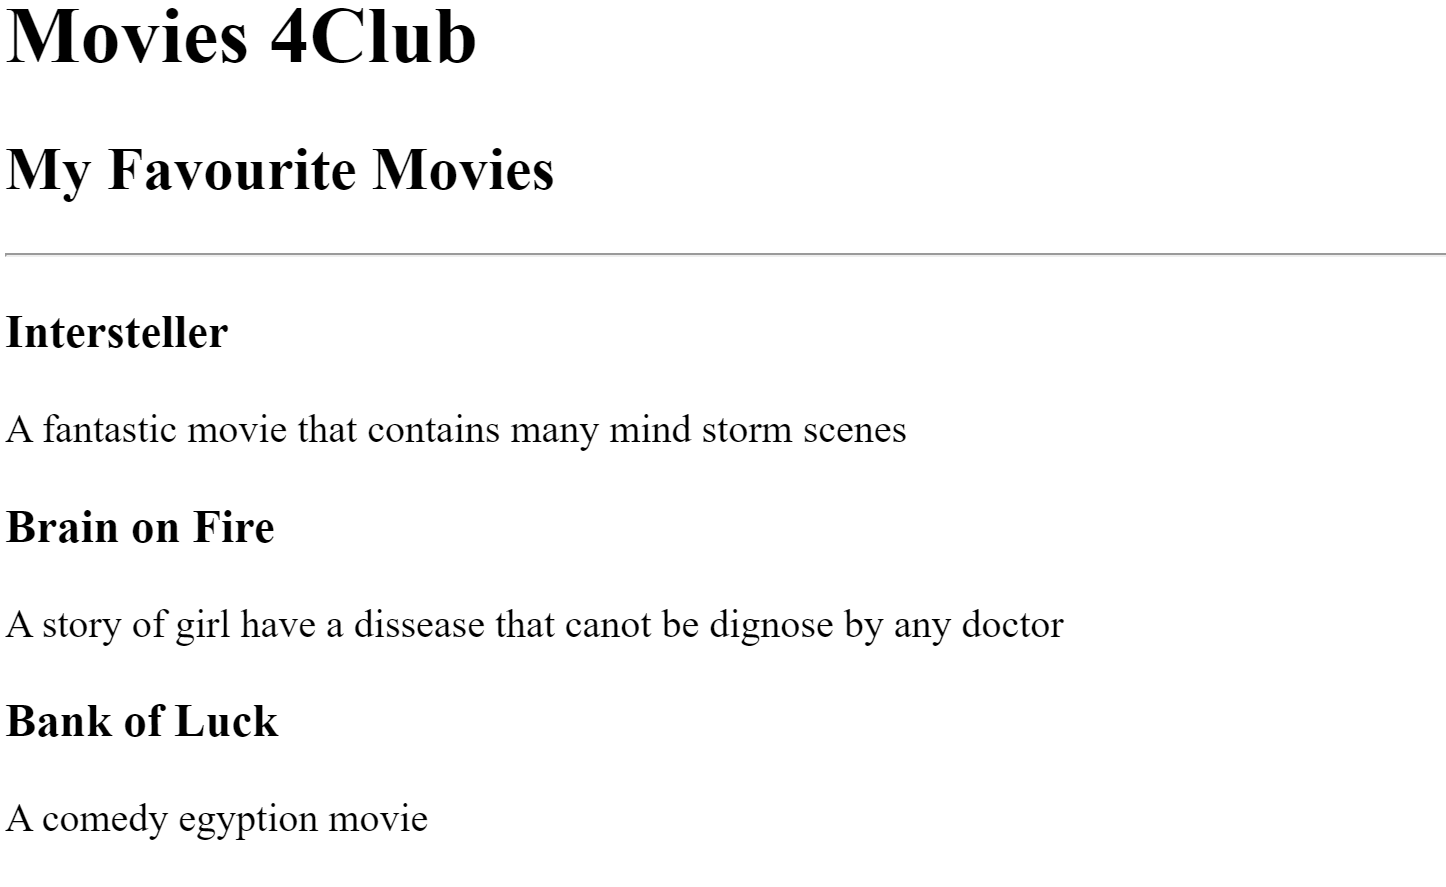 Movies 4Club
My Favourite Movies
Intersteller
A fantastic movie that contains many mind storm scenes
Brain on Fire
A story of girl have a dissease that canot be dignose by any doctor
Bank of Luck
A comedy egyption movie